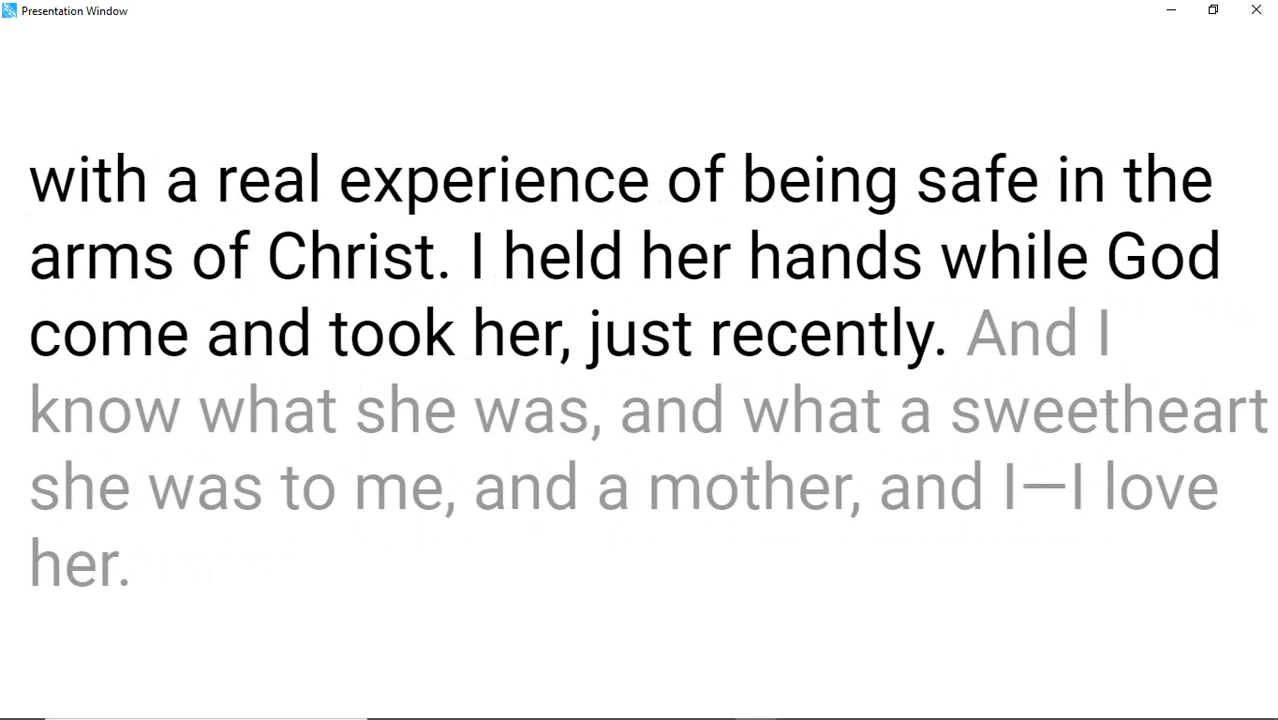 Presentation Window
with a real experience of being safe in the
arms of Christ. I held her hands while God
come and took her, just recently. And I
know what she was, and what a sweetheart
she was to me, and a mother, and I—I love
her.